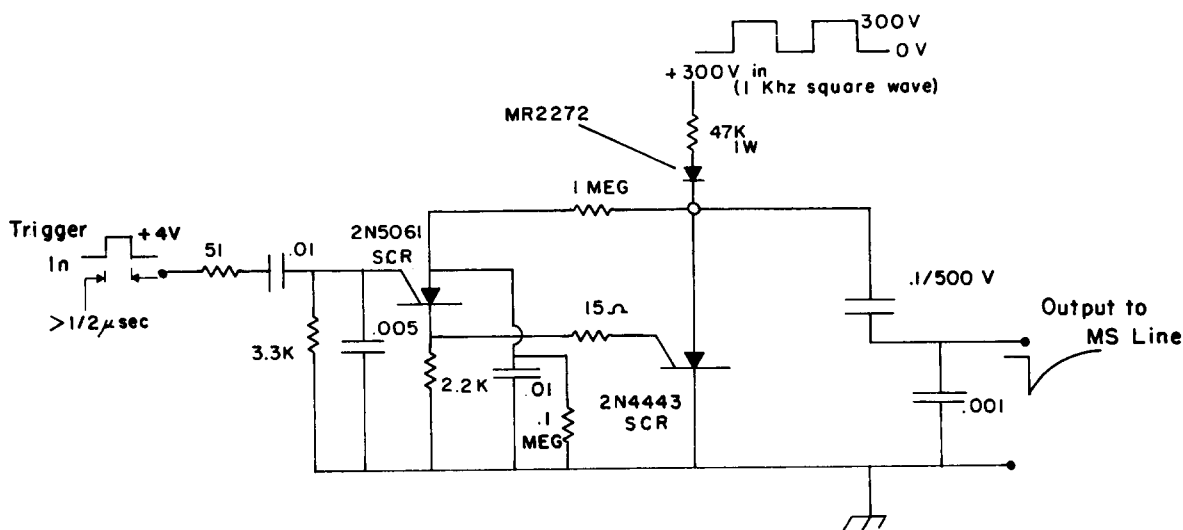 300V
0V
+300V in
(1 Khz square wave)
MR2272
47K
1W
1 MEG
Trigger
In
+4V
>1/2μsec
51
.01
2N5061
SCR
.1/500 V
15Ω
Output to
MS Line
3.3K
.005
2.2K
.01
.1
MEG
2N4443
SCR
.001